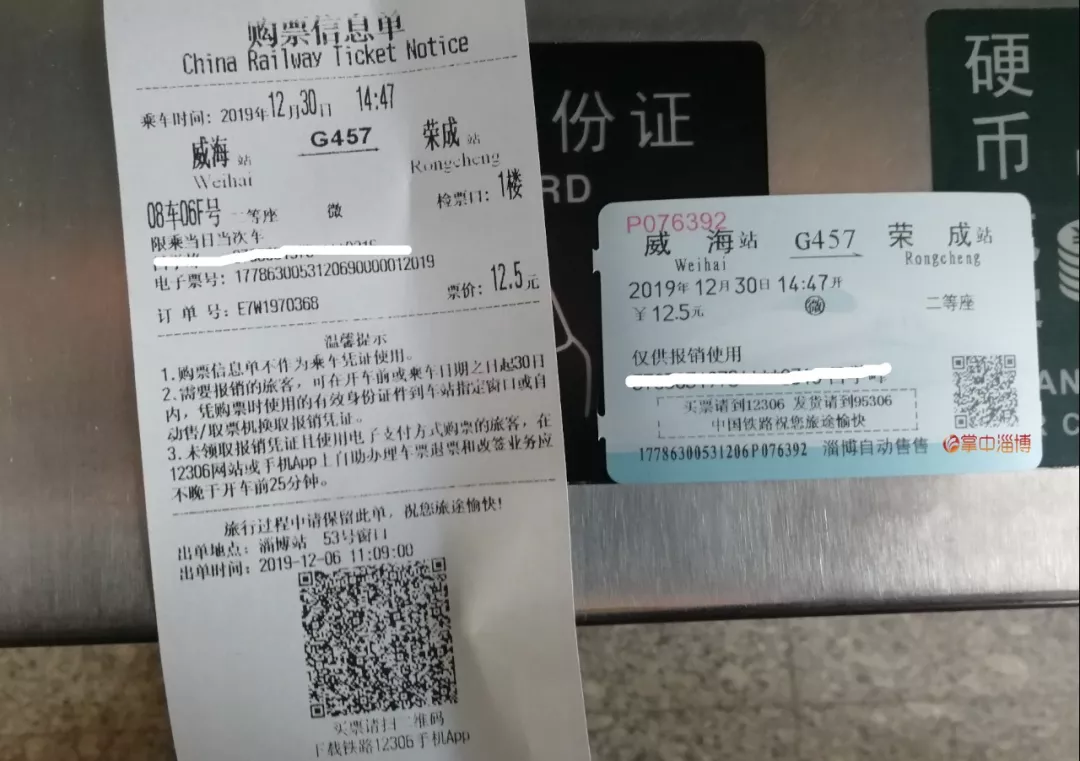 购票信息单
China Railway Ticket Notice
乘车时间: 2019年12月30日 14:47
威海 站 G457 荣成 站
Weihai Rongcheng
08车06F号 二等座 微 检票口: 1楼
限乘当日当次车
电子票号: 1778630053120690000012019
订 单 号: E7W1970368 票价: 12.5元
温馨提示
1.购票信息单不作为乘车凭证使用。
2.需要报销的旅客,可在开车前或乘车日期之日起30日
内,凭购票时使用的有效身份证件到车站指定窗口或自
动售/取票机换取报销凭证。
3.未领取报销凭证且使用电子支付方式购票的旅客,在
12306网站或手机App上自助办理车票退票和改签业务应
不晚于开车前25分钟。
旅行过程中请保留此单,祝您旅途愉快!
出单地点: 淄博站 53号窗口
出单时间: 2019-12-06 11:09:00
买票请扫二维码
下载铁路12306手机App
份证
RD
硬
币
P076392
威 海站 G457 荣 成站
Weihai Rongcheng
2019年12月30日14:47开
¥12.5元 微 二等座
仅供报销使用
买票请到12306 发货请到95306
中国铁路祝您旅途愉快
17786300531206P076392 淄博自动售售 掌中淄博